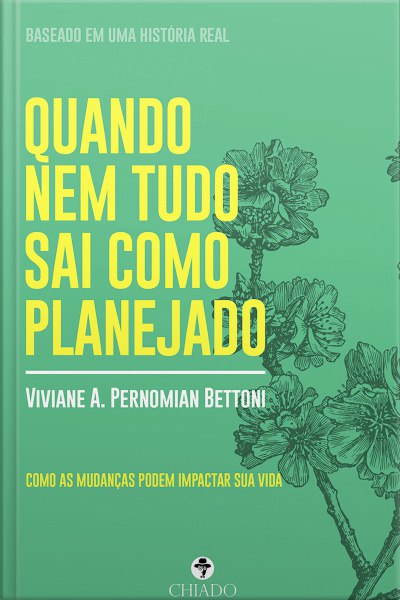 BASEADO EM UMA HISTÓRIA REAL
QUANDO
NEM TUDO
SAI COMO
PLANEJADO
VIVIANE A. PERNOMIAN BETTONI
COMO AS MUDANÇAS PODEM IMPACTAR SUA VIDA
CHIADO